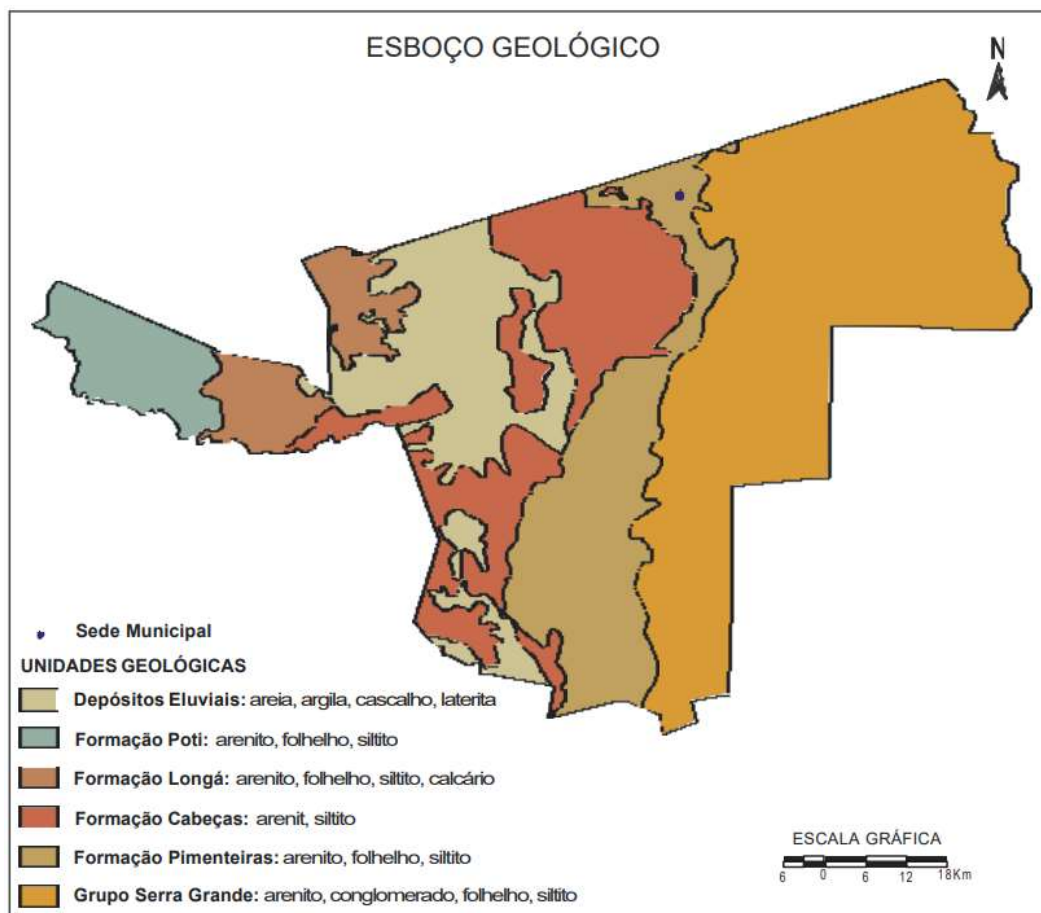 ESBOÇO GEOLÓGICO
N
Sede Municipal
UNIDADES GEOLÓGICAS
Depósitos Eluviais: areia, argila, cascalho, laterita
Formação Poti: arenito, folhelho, siltito
Formação Longá: arenito, folhelho, siltito, calcário
Formação Cabeças: arenit, siltito
Formação Pimenteiras: arenito, folhelho, siltito
Grupo Serra Grande: arenito, conglomerado, folhelho, siltito
ESCALA GRÁFICA
6 0 6 12 18Km